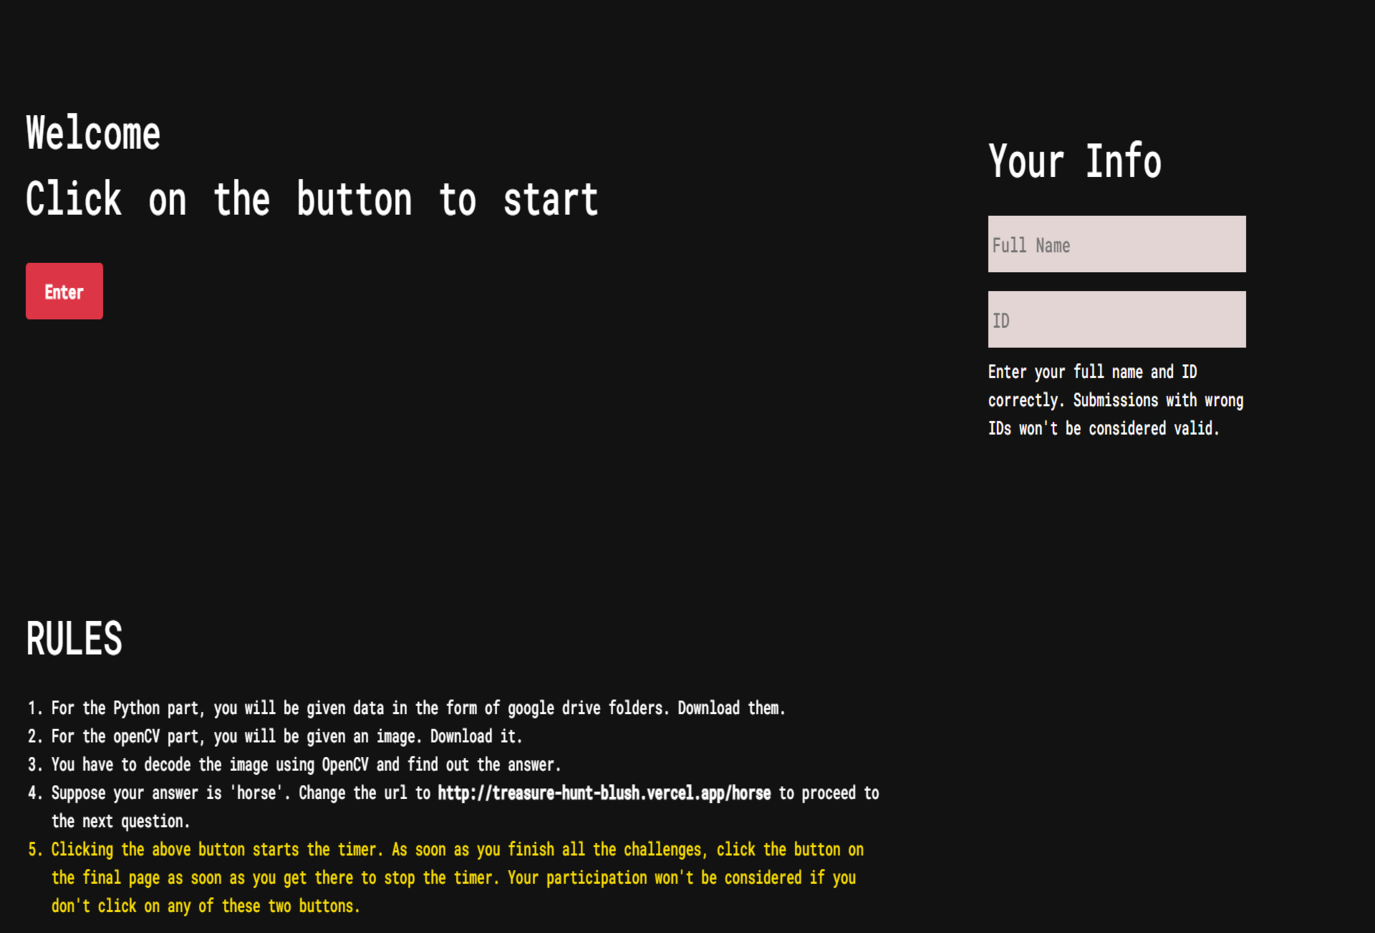 Welcome
Click on the button to start
Enter
Your Info
Full Name
ID
Enter your full name and ID
correctly. Submissions with wrong
IDs won't be considered valid.
RULES
1. For the Python part, you will be given data in the form of google drive folders. Download them.
2. For the openCV part, you will be given an image. Download it.
3. You have to decode the image using OpenCV and find out the answer.
4. Suppose your answer is 'horse'. Change the url to http://treasure-hunt-blush.vercel.app/horse to proceed to
the next question.
5. Clicking the above button starts the timer. As soon as you finish all the challenges, click the button on
the final page as soon as you get there to stop the timer. Your participation won't be considered if you
don't click on any of these two buttons.